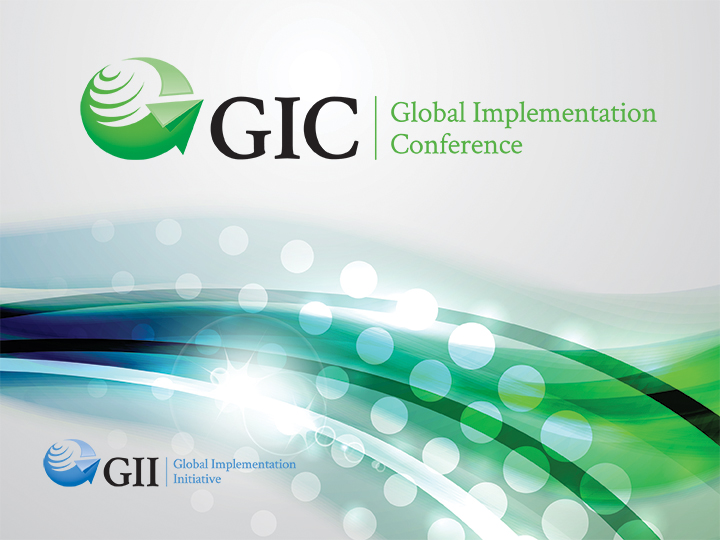 GIC
Global Implementation
Conference
GII
Global Implementation
Initiative